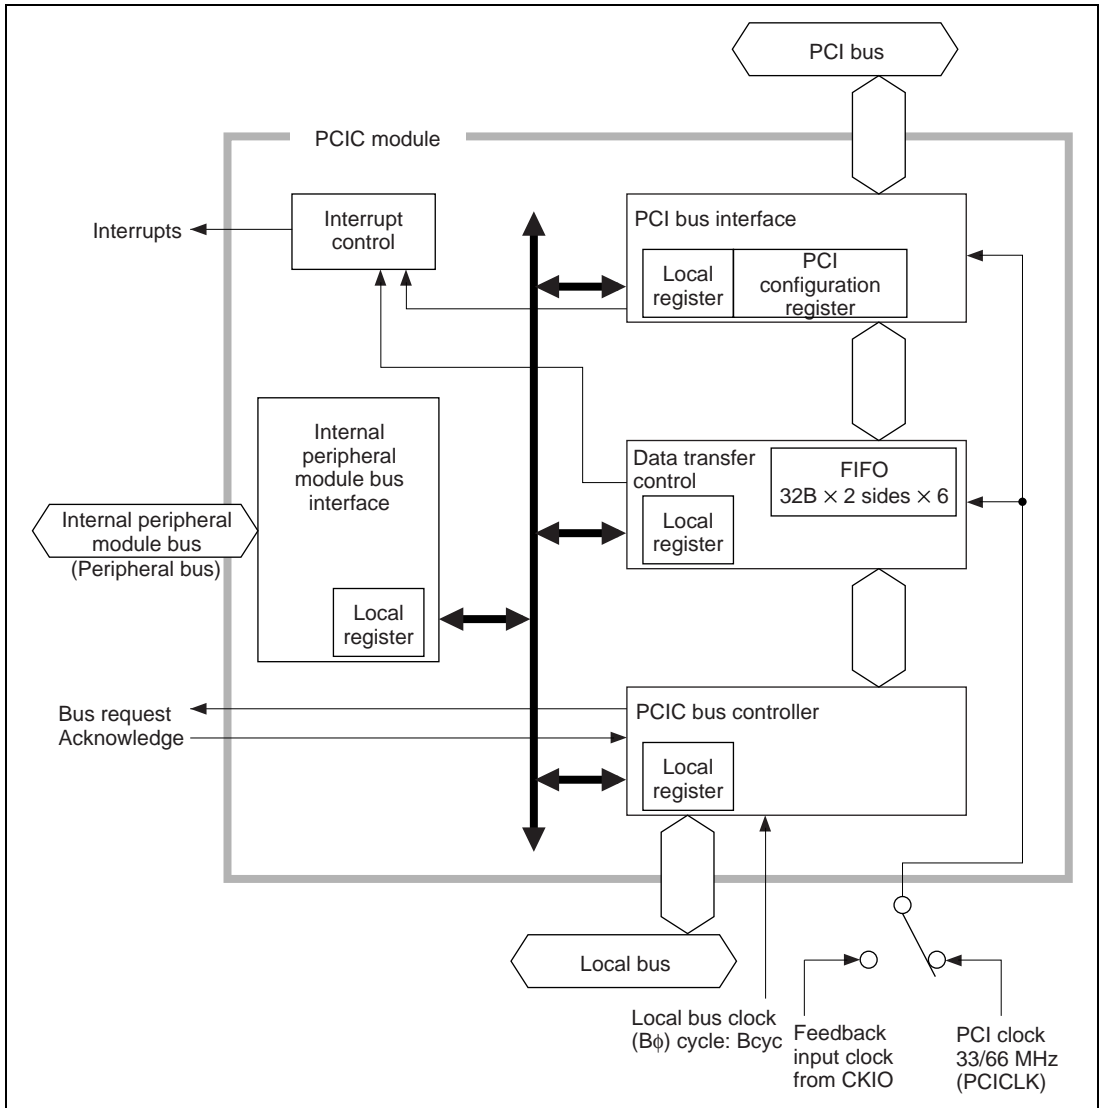 PCI bus
PCIC module
Interrupts
Interrupt
control
PCI bus interface
Local
register
PCI
configuration
register
Internal
peripheral
module bus
interface
Data transfer
control
FIFO
32B × 2 sides × 6
Local
register
Internal peripheral
module bus
(Peripheral bus)
Local
register
Bus request
Acknowledge
PCIC bus controller
Local
register
Local bus
Local bus clock
(Bϕ) cycle: Bcyc
Feedback
input clock
from CKIO
PCI clock
33/66 MHz
(PCICLK)